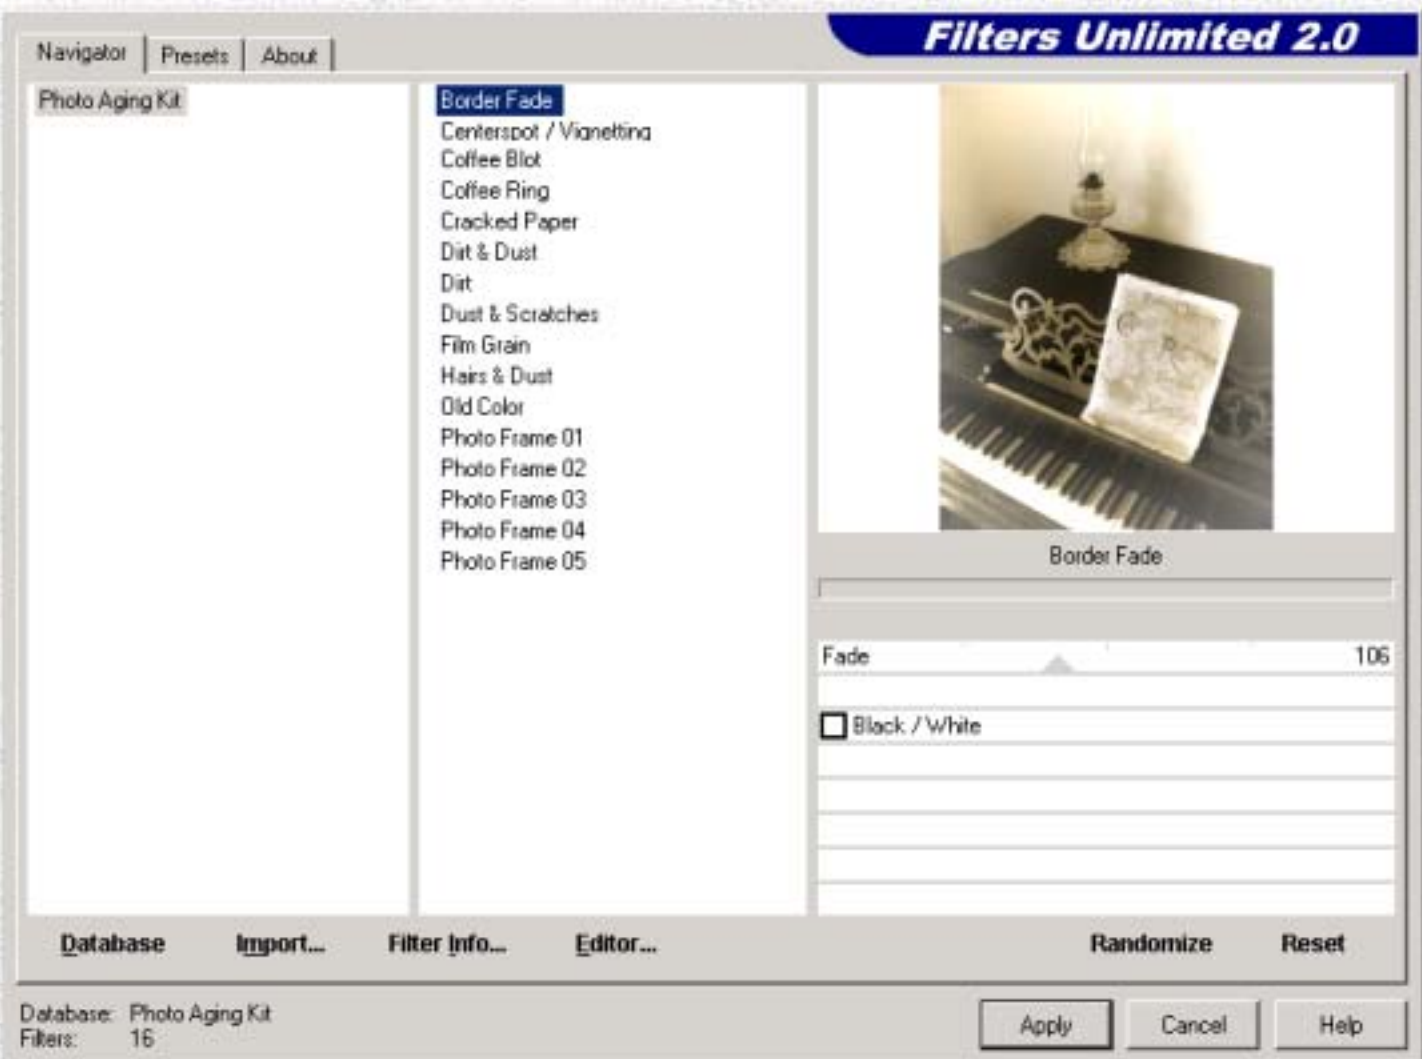 Filters Unlimited 2.0
Navigator Presets About
Photo Aging Kit
Border Fade
Centerspot / Vignetting
Coffee Blot
Coffee Ring
Cracked Paper
Dirt & Dust
Dirt
Dust & Scratches
Film Grain
Hairs & Dust
Old Color
Photo Frame 01
Photo Frame 02
Photo Frame 03
Photo Frame 04
Photo Frame 05
Border Fade
Fade 106
Black / White
Database Import... Filter Info... Editor... Randomize Reset
Database: Photo Aging Kit
Filters: 16
Apply Cancel Help